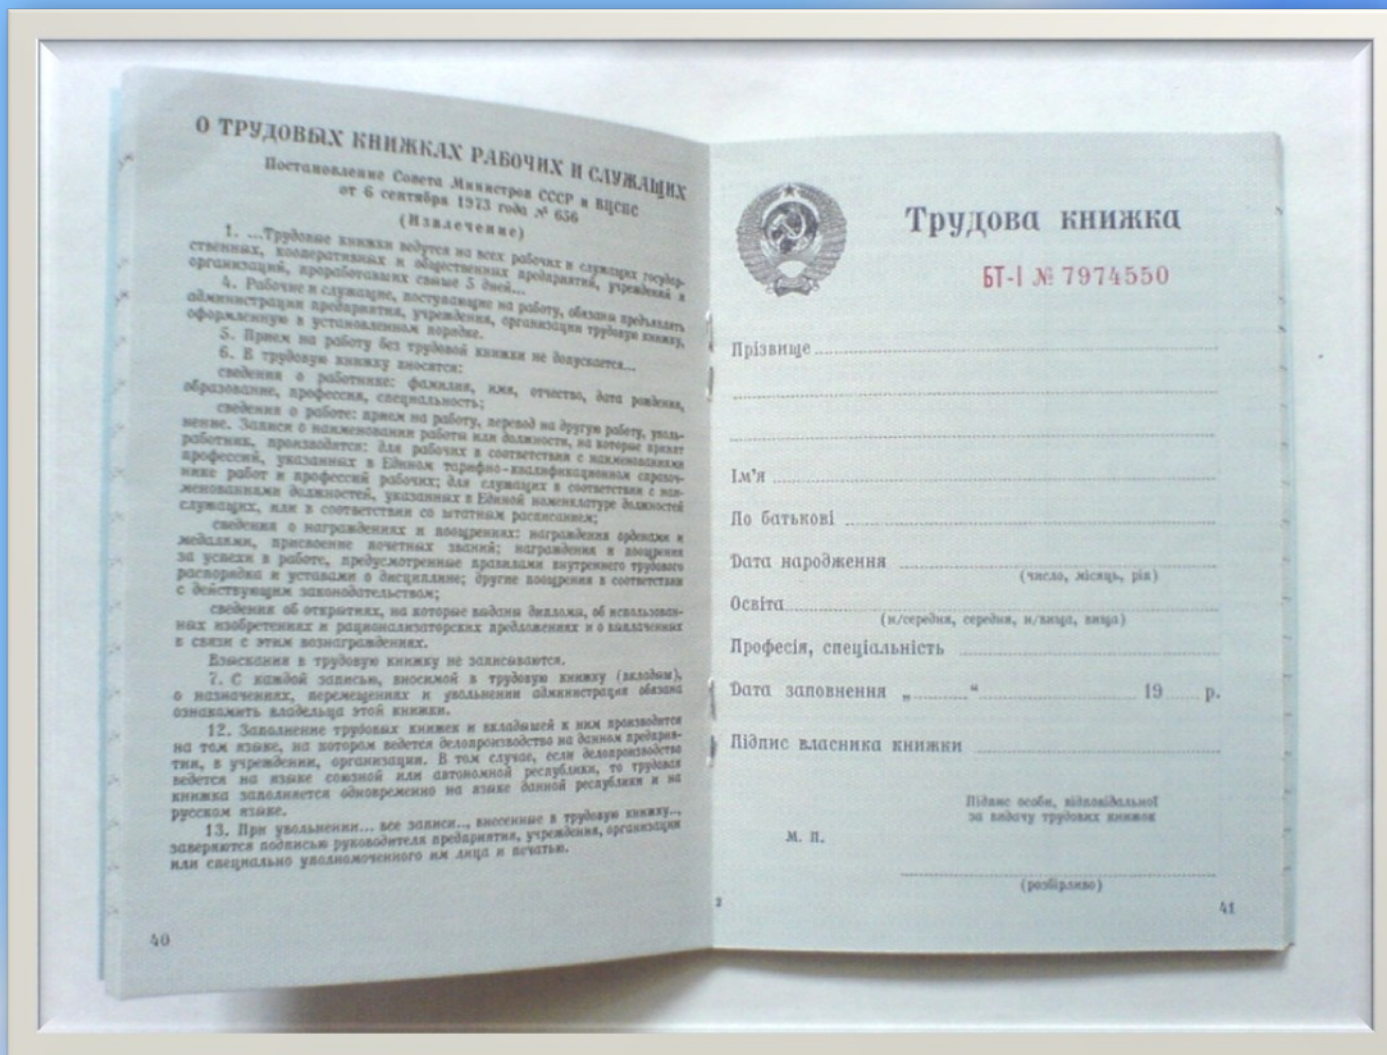 О ТРУДОВЫХ КНИЖКАХ РАБОЧИХ И СЛУЖАЩИХ
Постановление Совета Министров СССР и ВЦСПС
от 6 сентября 1973 года № 656
(Извлечение)
1. ...Трудовые книжки ведутся на всех рабочих и служащих государ-
ственных, кооперативных и общественных предприятий, учреждений и
организаций, проработавших свыше 5 дней...
4. Рабочие и служащие, поступающие на работу, обязаны предъявлять
администрации предприятия, учреждения, организации трудовую книжку,
оформленную в установленном порядке.
5. Прием на работу без трудовой книжки не допускается...
6. В трудовую книжку вносятся:
сведения о работнике: фамилия, имя, отчество, дата рождения,
образование, профессия, специальность;
сведения о работе: прием на работу, перевод на другую работу, уволь-
нение. Записи о наименовании работы или должности, на которые принят
работник, производятся: для рабочих в соответствии с наименованиями
профессий, указанных в Едином тарифно-квалификационном справоч-
нике работ и профессий рабочих; для служащих в соответствии с наи-
менованиями должностей, указанных в Единой номенклатуре должностей
служащих, или в соответствии со штатным расписанием;
сведения о награждениях и поощрениях: награждения орденами и
медалями, присвоение почетных званий; награждения и поощрения
за успехи в работе, предусмотренные правилами внутреннего трудового
распорядка и уставами о дисциплине; другие поощрения в соответствии
с действующим законодательством;
сведения об открытиях, на которые выданы дипломы, об использован-
ных изобретениях и рационализаторских предложениях и о выплаченных
в связи с этим вознаграждениях.
Взыскания в трудовую книжку не записываются.
7. С каждой записью, вносимой в трудовую книжку (вкладыш),
о назначениях, перемещениях и увольнении администрация обязана
ознакомить владельца этой книжки.
12. Заполнение трудовых книжек и вкладышей к ним производится
на том языке, на котором ведется делопроизводство на данном предприя-
тии, в учреждении, организации. В том случае, если делопроизводство
ведется на языке союзной или автономной республики, то трудовая
книжка заполняется одновременно на языке данной республики и на
русском языке.
13. При увольнении... все записи.., внесенные в трудовую книжку..,
заверяются подписью руководителя предприятия, учреждения, организации
или специально уполномоченного им лица и печатью.
40
Трудова книжка
БТ-I № 7974550
Прізвище
Ім’я
По батькові
Дата народження
(число, місяць, рік)
Освіта
(н/середня, середня, н/вища, вища)
Професія, спеціальність
Дата заповнення „ “ 19 р.
Підпис власника книжки
Підпис особи, відповідальної
за видачу трудових книжок
М. П.
(розбірливо)
2
41